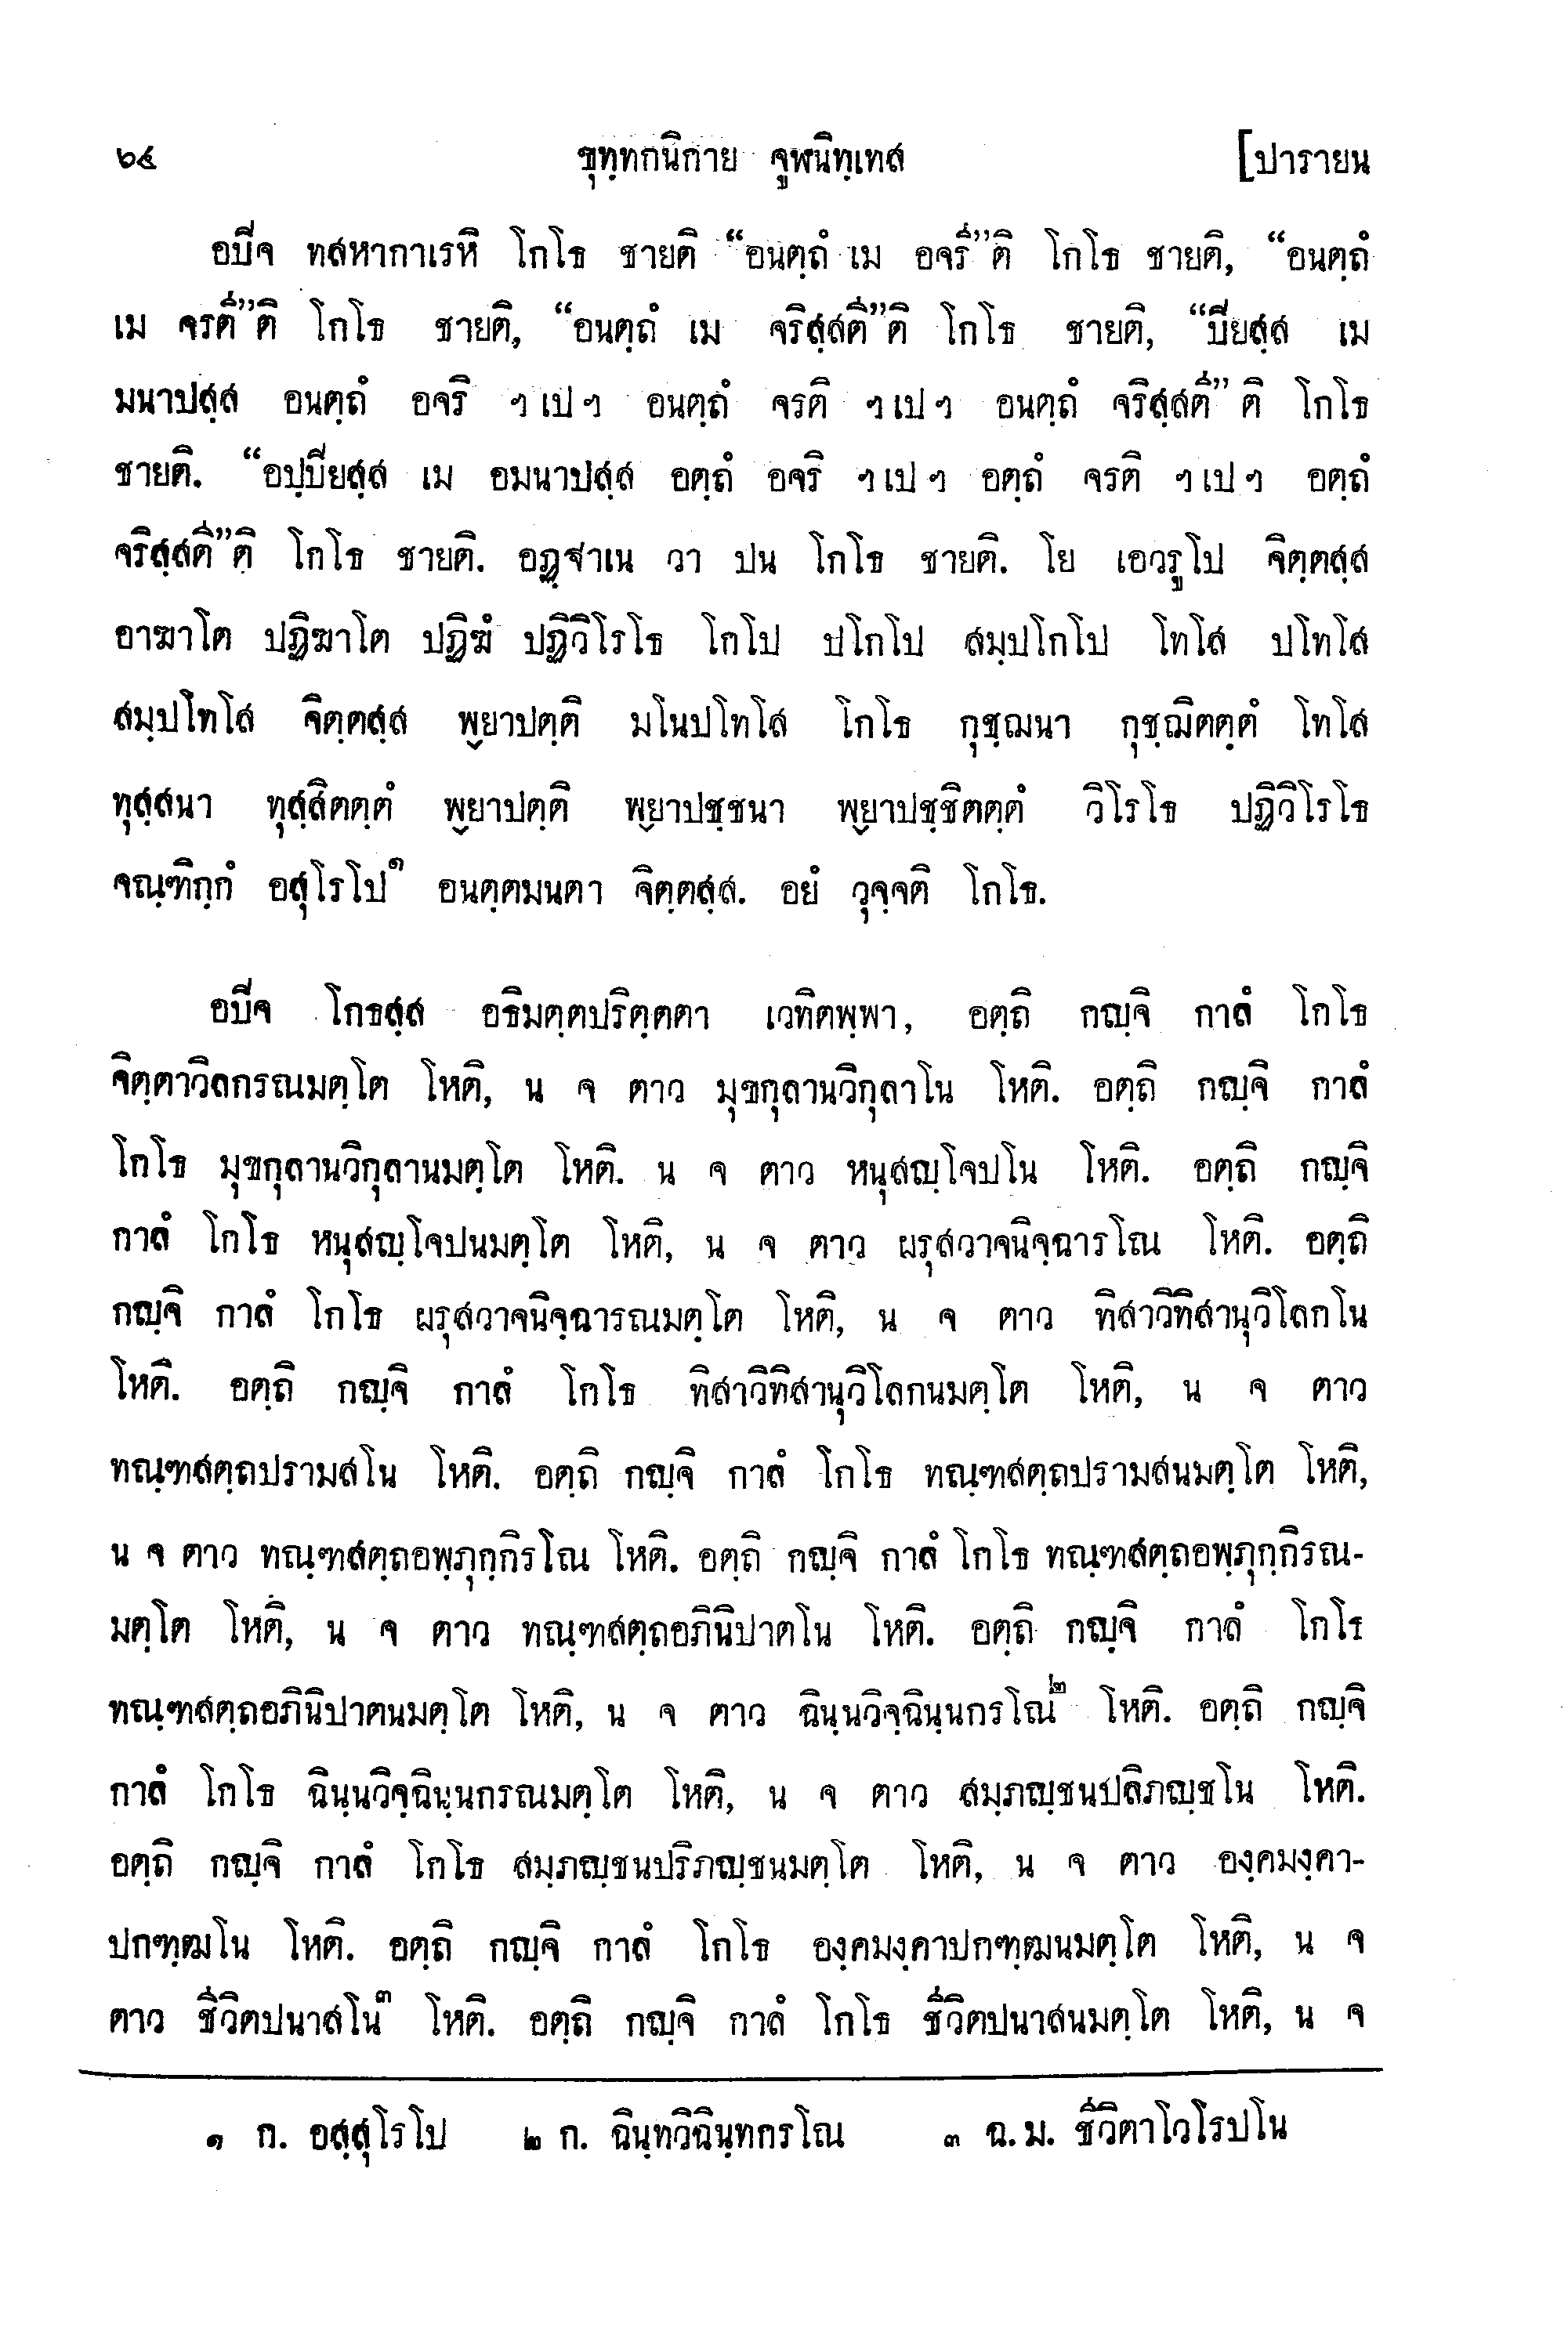 ๖๔ ขุทฺทกนิกาย จูฬนิทฺเทส [ปารายน
อปิจ ทสหากาเรหิ โกโธ ชายติ “อนตฺถํ เม อจรี”ติ โกโธ ชายติ, “อนตฺถํ
เม จรตี”ติ โกโธ ชายติ, “อนตฺถํ เม จริสฺสตี”ติ โกโธ ชายติ, “ปิยสฺส เม
มนาปสฺส อนตฺถํ อจริ ฯเปฯ อนตฺถํ จรติ ฯเปฯ อนตฺถํ จริสฺสตี”ติ โกโธ
ชายติ. “อปฺปิยสฺส เม อมนาปสฺส อตฺถํ อจริ ฯเปฯ อตฺถํ จรติ ฯเปฯ อตฺถํ
จริสฺสตี”ติ โกโธ ชายติ. อฏฺฐาเน วา ปน โกโธ ชายติ. โย เอวรูโป จิตฺตสฺส
อาฆาโต ปฏิฆาโต ปฏิฆํ ปฏิวิโรโธ โกโป ปโกโป สมฺปโกโป โทโส ปโทโส
สมฺปโทโส จิตฺตสฺส พฺยาปตฺติ มโนปโทโส โกโธ กุชฺฌนา กุชฺฌิตตฺตํ โทโส
ทุสฺสนา ทุสฺสิตตฺตํ พฺยาปตฺติ พฺยาปชฺชนา พฺยาปชฺชิตตฺตํ วิโรโธ ปฏิวิโรโธ
จณฺฑิกฺกํ อสุโรโป๑ อนตฺตมนตา จิตฺตสฺส. อยํ วุจฺจติ โกโธ.
อปิจ โกธสฺส อธิมตฺตปริตฺตตา เวทิตพฺพา, อตฺถิ กญฺจิ กาลํ โกโธ
จิตฺตาวิลกรณมตฺโต โหติ, น จ ตาว มุขกุลานวิกุลาโน โหติ. อตฺถิ กญฺจิ กาลํ
โกโธ มุขกุลานวิกุลานมตฺโต โหติ. น จ ตาว หนุสญฺโจปโน โหติ. อตฺถิ กญฺจิ
กาลํ โกโธ หนุสญฺโจปนมตฺโต โหติ, น จ ตาว ผรุสวาจนิจฺฉารโณ โหติ. อตฺถิ
กญฺจิ กาลํ โกโธ ผรุสวาจนิจฺฉารณมตฺโต โหติ, น จ ตาว ทิสาวิทิสานุวิโลกโน
โหติ. อตฺถิ กญฺจิ กาลํ โกโธ ทิสาวิทิสานุวิโลกนมตฺโต โหติ, น จ ตาว
ทณฺฑสตฺถปรามสโน โหติ. อตฺถิ กญฺจิ กาลํ โกโธ ทณฺฑสตฺถปรามสนมตฺโต โหติ,
น จ ตาว ทณฺฑสตฺถอพฺภุกฺกิรโณ โหติ. อตฺถิ กญฺจิ กาลํ โกโธ ทณฺฑสตฺถอพฺภุกฺกิรณ-
มตฺโต โหติ, น จ ตาว ทณฺฑสตฺถอภินิปาตโน โหติ. อตฺถิ กญฺจิ กาลํ โกโธ
ทณฺฑสตฺถอภินิปาตนมตฺโต โหติ, น จ ตาว ฉินฺนวิจฺฉินฺนกรโณ๒ โหติ. อตฺถิ กญฺจิ
กาลํ โกโธ ฉินฺนวิจฺฉินฺนกรณมตฺโต โหติ, น จ ตาว สมฺภญฺชนปลิภญฺชโน โหติ.
อตฺถิ กญฺจิ กาลํ โกโธ สมฺภญฺชนปริภญฺชนมตฺโต โหติ, น จ ตาว องฺคมงฺคา-
ปกฑฺฒโน โหติ. อตฺถิ กญฺจิ กาลํ โกโธ องฺคมงฺคาปกฑฺฒนมตฺโต โหติ, น จ
ตาว ชีวิตปนาสโน๓ โหติ. อตฺถิ กญฺจิ กาลํ โกโธ ชีวิตปนาสนมตฺโต โหติ, น จ
๑ ก. อสฺสุโรโป ๒ ก. ฉินฺทวิฉินฺทกรโณ ๓ ฉ.ม. ชีวิตาโวโรปโน